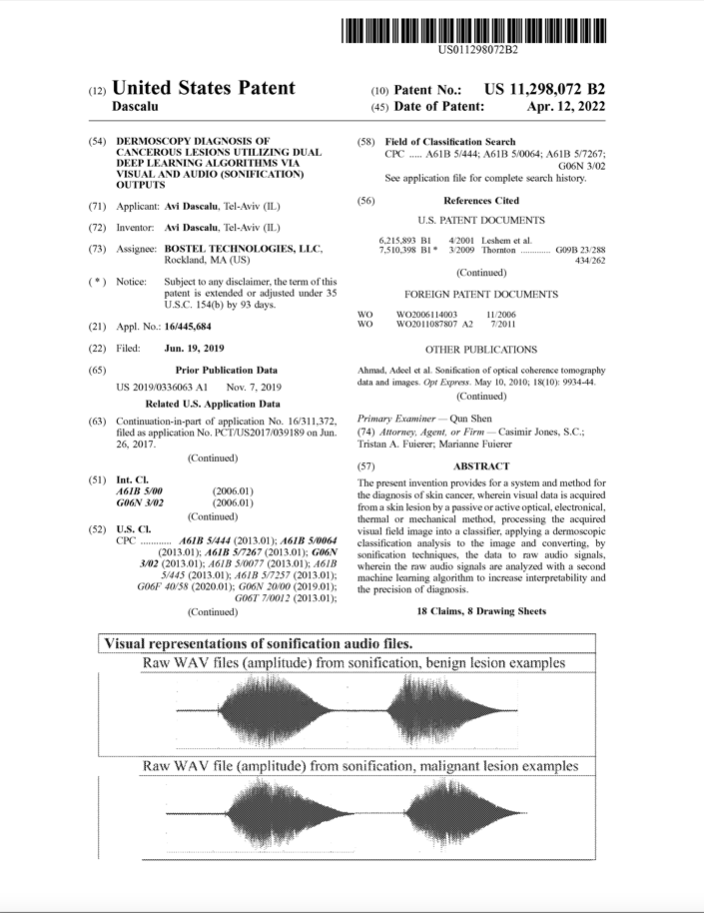 US011298072B2
(12) United States Patent
Dascalu
(10) Patent No.: US 11,298,072 B2
(45) Date of Patent: Apr. 12, 2022
(54) DERMOSCOPY DIAGNOSIS OF
CANCEROUS LESIONS UTILIZING DUAL
DEEP LEARNING ALGORITHMS VIA
VISUAL AND AUDIO (SONIFICATION)
OUTPUTS
(71) Applicant: Avi Dascalu, Tel-Aviv (IL)
(72) Inventor: Avi Dascalu, Tel-Aviv (IL)
(73) Assignee: BOSTEL TECHNOLOGIES, LLC,
Rockland, MA (US)
( * ) Notice: Subject to any disclaimer, the term of this
patent is extended or adjusted under 35
U.S.C. 154(b) by 93 days.
(21) Appl. No.: 16/445,684
(22) Filed: Jun. 19, 2019
(65) Prior Publication Data
US 2019/0336063 A1 Nov. 7, 2019
Related U.S. Application Data
(63) Continuation-in-part of application No. 16/311,372,
filed as application No. PCT/US2017/039189 on Jun.
26, 2017.
(Continued)
(51) Int. Cl.
A61B 5/00 (2006.01)
G06N 3/02 (2006.01)
(Continued)
(52) U.S. Cl.
CPC ............ A61B 5/444 (2013.01); A61B 5/0064
(2013.01); A61B 5/7267 (2013.01); G06N
3/02 (2013.01); A61B 5/0077 (2013.01); A61B
5/445 (2013.01); A61B 5/7257 (2013.01);
G06F 40/58 (2020.01); G06N 20/00 (2019.01);
G06T 7/0012 (2013.01);
(Continued)
(58) Field of Classification Search
CPC ..... A61B 5/444; A61B 5/0064; A61B 5/7267;
G06N 3/02
See application file for complete search history.
(56) References Cited
U.S. PATENT DOCUMENTS
6,215,893 B1 4/2001 Leshem et al.
7,510,398 B1 * 3/2009 Thornton ............ G09B 23/288
434/262
(Continued)
FOREIGN PATENT DOCUMENTS
WO WO2006114003 11/2006
WO WO2011087807 A2 7/2011
OTHER PUBLICATIONS
Ahmad, Adeel et al. Sonification of optical coherence tomography
data and images. Opt Express. May 10, 2010; 18(10): 9934-44.
(Continued)
Primary Examiner — Qun Shen
(74) Attorney, Agent, or Firm — Casimir Jones, S.C.;
Tristan A. Fuierer; Marianne Fuierer
(57) ABSTRACT
The present invention provides for a system and method for
the diagnosis of skin cancer, wherein visual data is acquired
from a skin lesion by a passive or active optical, electronical,
thermal or mechanical method, processing the acquired
visual field image into a classifier, applying a dermoscopic
classification analysis to the image and converting, by
sonification techniques, the data to raw audio signals,
wherein the raw audio signals are analyzed with a second
machine learning algorithm to increase interpretability and
the precision of diagnosis.
18 Claims, 8 Drawing Sheets
Visual representations of sonification audio files.
Raw WAV files (amplitude) from sonification, benign lesion examples
Raw WAV file (amplitude) from sonification, malignant lesion examples